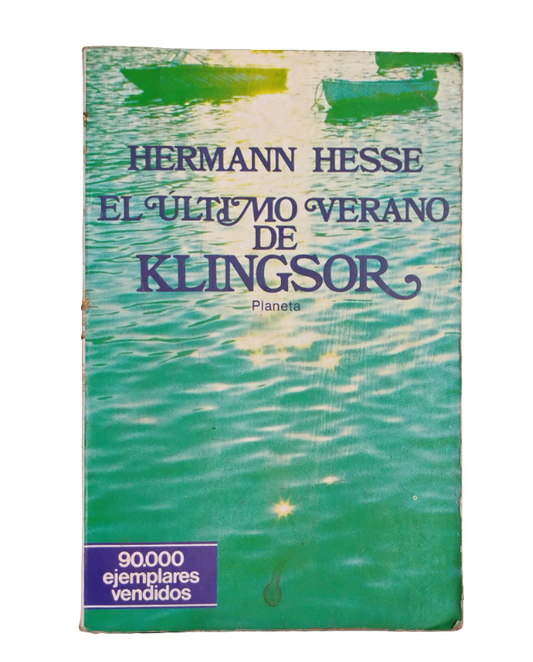 HERMANN HESSE
EL ÚLTIMO VERANO
DE
KLINGSOR
Planeta
90.000
ejemplares
vendidos